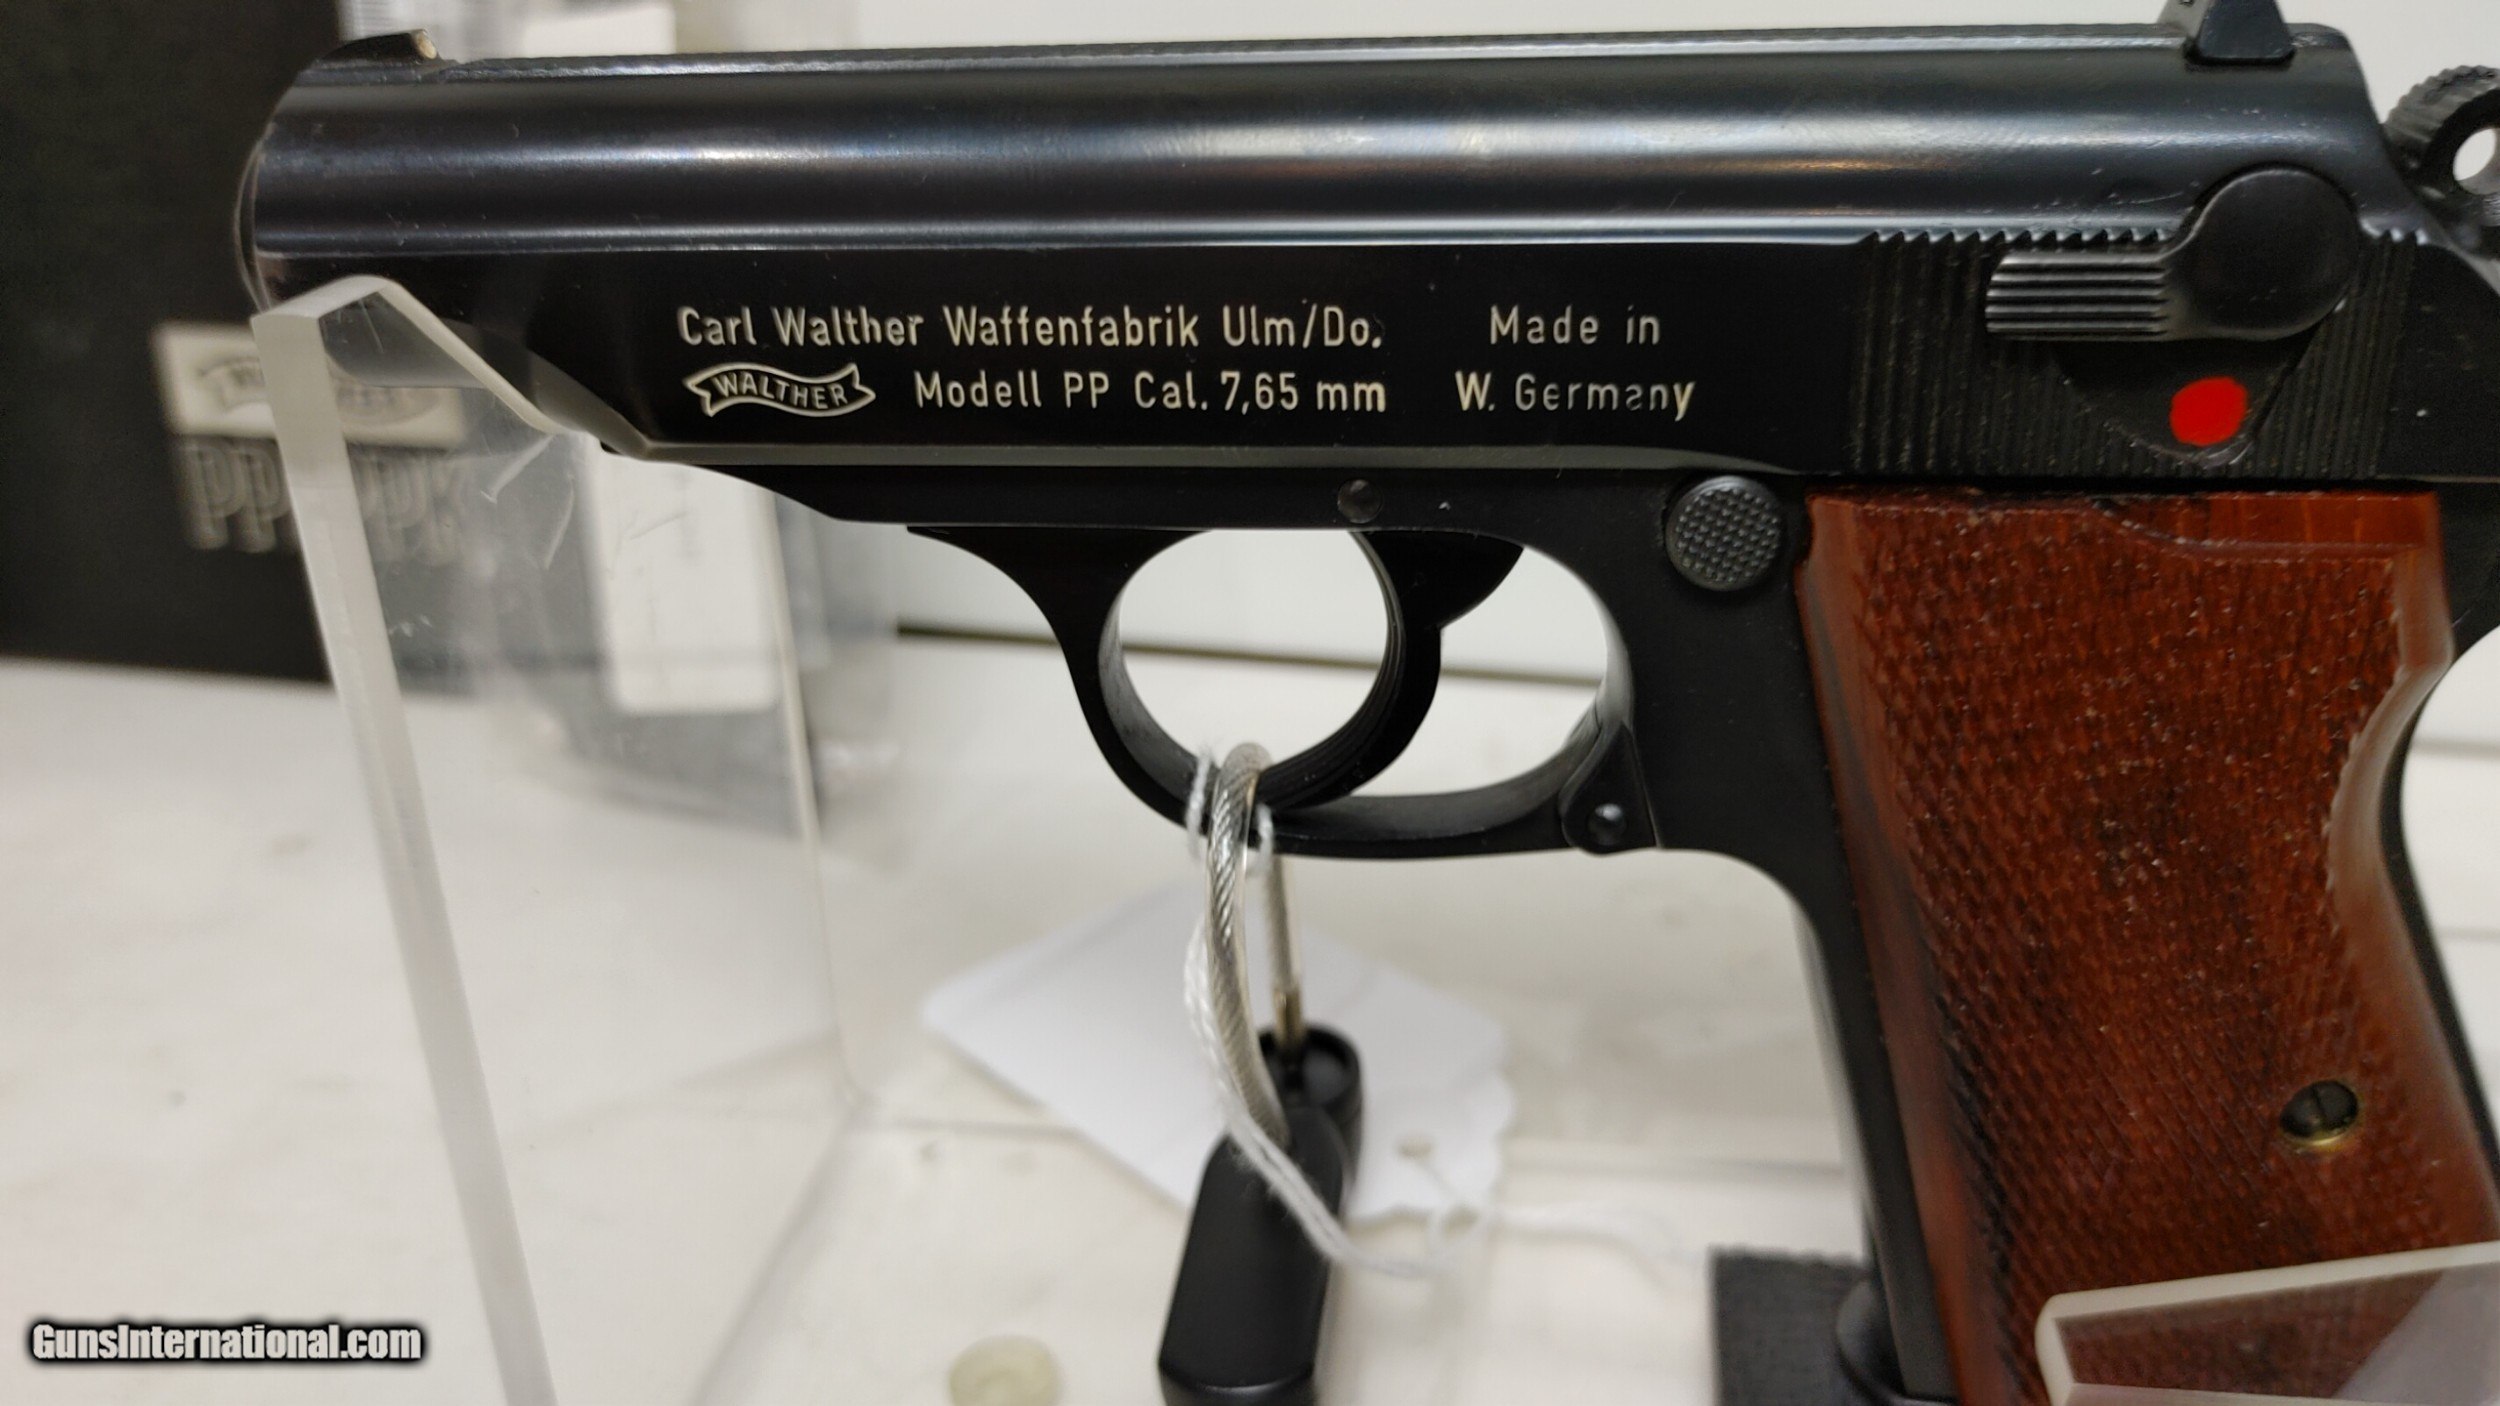 Carl Walther Waffenfabrik Ulm/Do. Made in
WALTHER Modell PP Cal. 7,65 mm W. Germany
GunsInternational.com